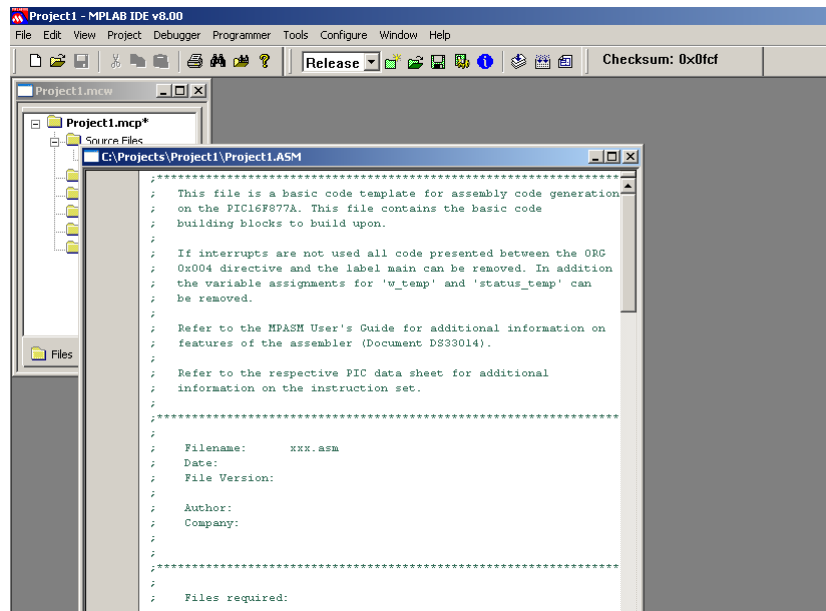 Project1 - MPLAB IDE v8.00
File Edit View Project Debugger Programmer Tools Configure Window Help
Release Checksum: 0x0fcf
Project1.mcw
Project1.mcp*
Source Files
C:\Projects\Project1\Project1.ASM
;**********************************************************************
; This file is a basic code template for assembly code generation
; on the PIC16F877A. This file contains the basic code
; building blocks to build upon.
;
; If interrupts are not used all code presented between the ORG
; 0x004 directive and the label main can be removed. In addition
; the variable assignments for 'w_temp' and 'status_temp' can
; be removed.
;
; Refer to the MPASM User's Guide for additional information on
; features of the assembler (Document DS33014).
;
; Refer to the respective PIC data sheet for additional
; information on the instruction set.
;
;**********************************************************************
;
; Filename: xxx.asm
; Date:
; File Version:
;
; Author:
; Company:
;
;
;**********************************************************************
;
; Files required:
Files